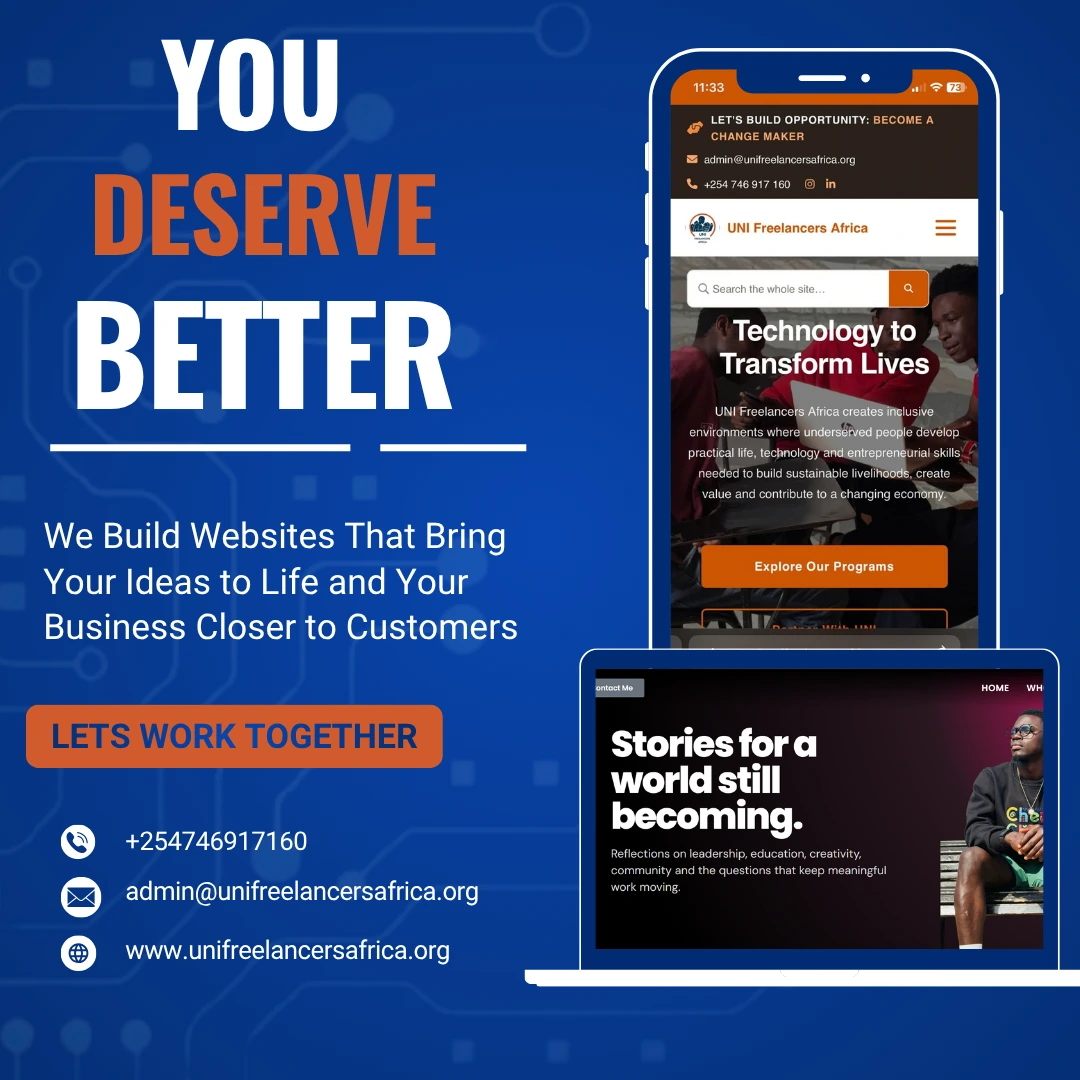 YOU
DESERVE
BETTER
We Build Websites That Bring
Your Ideas to Life and Your
Business Closer to Customers
LETS WORK TOGETHER
+254746917160
admin@unifreelancersafrica.org
www.unifreelancersafrica.org
11:33
73
LET'S BUILD OPPORTUNITY: BECOME A
CHANGE MAKER
admin@unifreelancersafrica.org
+254 746 917 160
UNI Freelancers Africa
Search the whole site...
Technology to
Transform Lives
UNI Freelancers Africa creates inclusive
environments where underserved people develop
practical life, technology and entrepreneurial skills
needed to build sustainable livelihoods, create
value and contribute to a changing economy.
Explore Our Programs
Partner With UNI
ontact Me
HOME
Stories for a
world still
becoming.
Reflections on leadership, education, creativity,
community and the questions that keep meaningful
work moving.